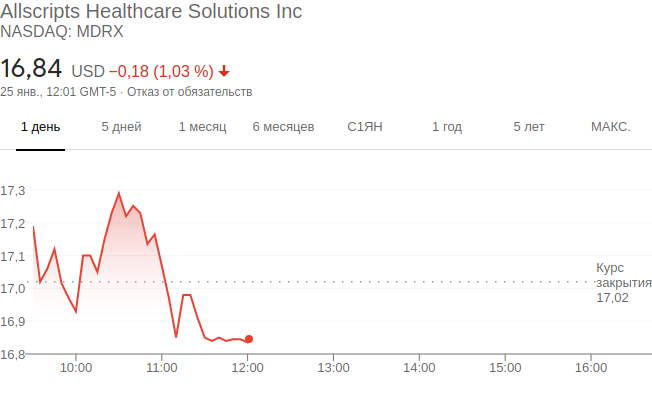 Allscripts Healthcare Solutions Inc
NASDAQ: MDRX
16,84 USD −0,18 (1,03 %)
25 янв., 12:01 GMT-5 · Отказ от обязательств
1 день 5 дней 1 месяц 6 месяцев С1ЯН 1 год 5 лет МАКС.
17,3
17,2
17,1
17,0
16,9
16,8
Курс
закрытия
17,02
10:00 11:00 12:00 13:00 14:00 15:00 16:00